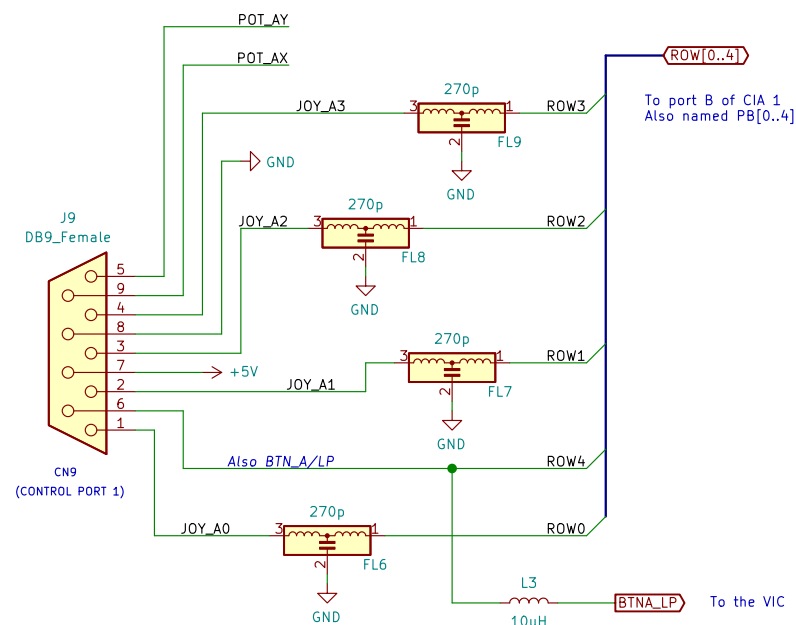 POT_AY
POT_AX
ROW[0..4]
To port B of CIA 1
Also named PB[0..4]
270p
JOY_A3
3
1
ROW3
2
FL9
GND
GND
270p
JOY_A2
3
1
ROW2
2
FL8
GND
J9
DB9_Female
5
9
4
8
3
7
2
6
1
+5V
270p
JOY_A1
3
1
ROW1
2
FL7
GND
Also BTN_A/LP
ROW4
CN9
(CONTROL PORT 1)
270p
JOY_A0
3
1
ROW0
2
FL6
GND
L3
10uH
BTNA_LP
To the VIC